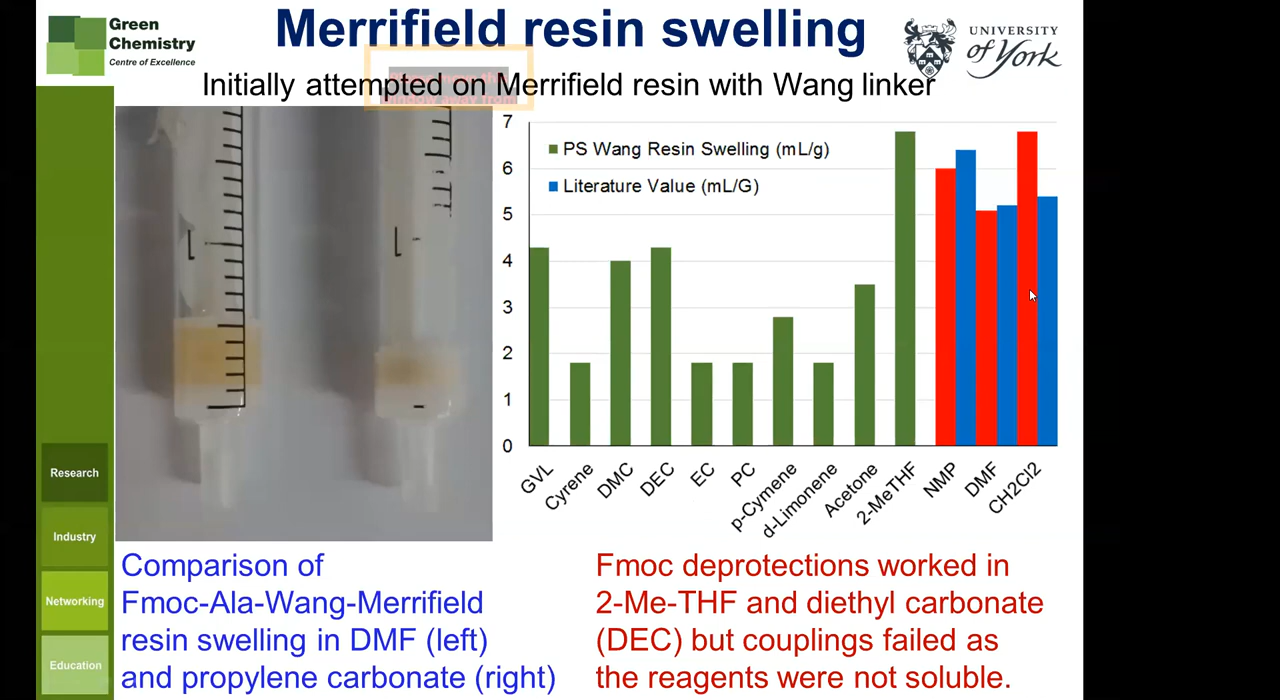 Green
Chemistry
Centre of Excellence
Merrifield resin swelling
UNIVERSITY
of York
Initially attempted on Merrifield resin with Wang linker
7
6
5
4
3
2
1
0
PS Wang Resin Swelling (mL/g)
Literature Value (mL/G)
GVL
Cyrene
DMC
DEC
EC
PC
p-Cymene
d-Limonene
Acetone
2-MeTHF
NMP
DMF
CH2Cl2
Research
Industry
Networking
Education
Comparison of
Fmoc-Ala-Wang-Merrifield
resin swelling in DMF (left)
and propylene carbonate (right)
Fmoc deprotections worked in
2-Me-THF and diethyl carbonate
(DEC) but couplings failed as
the reagents were not soluble.